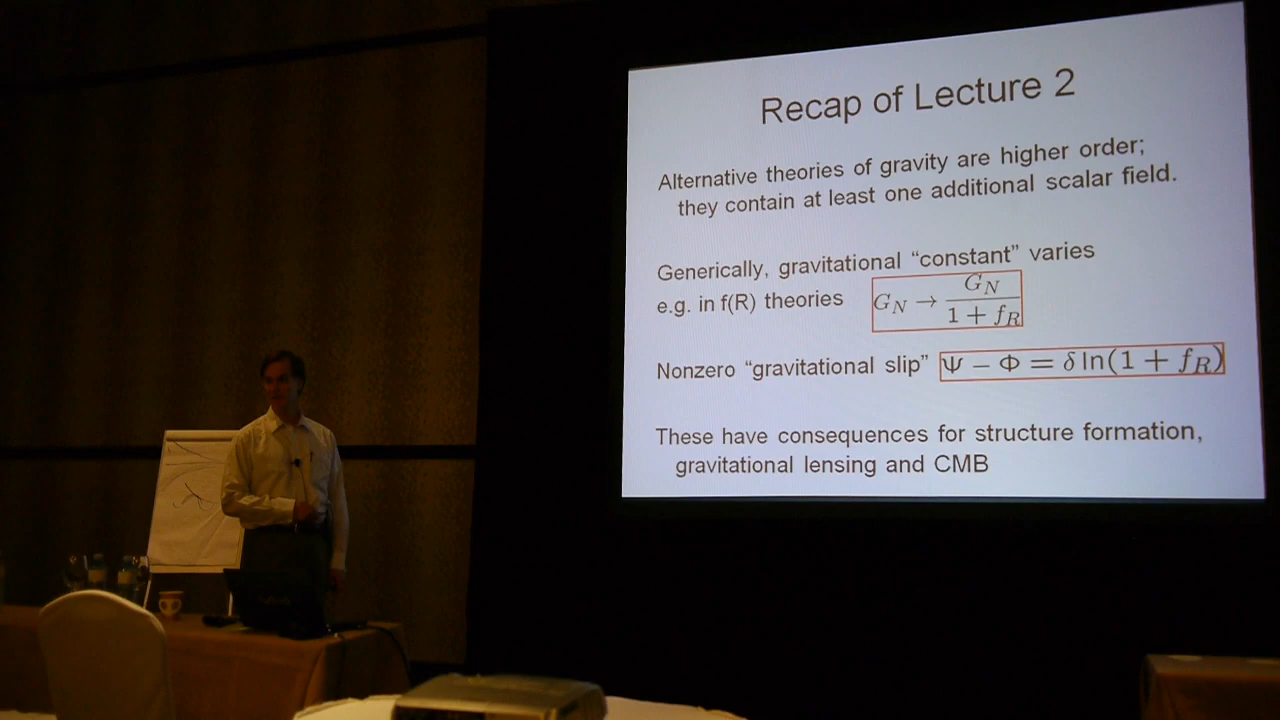 Recap of Lecture 2
Alternative theories of gravity are higher order;
they contain at least one additional scalar field.
Generically, gravitational “constant” varies
e.g. in f(R) theories G_N → G_N / (1 + f_R)
Nonzero “gravitational slip” Ψ − Φ = δ ln(1 + f_R)
These have consequences for structure formation,
gravitational lensing and CMB